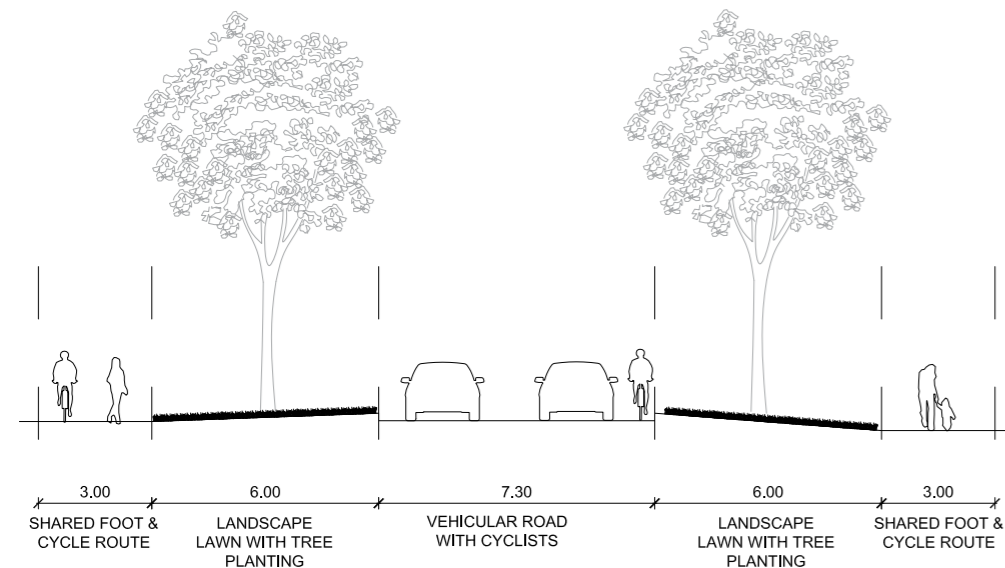 3.00 6.00 7.30 6.00 3.00
SHARED FOOT &
CYCLE ROUTE
LANDSCAPE
LAWN WITH TREE
PLANTING
VEHICULAR ROAD
WITH CYCLISTS
LANDSCAPE
LAWN WITH TREE
PLANTING
SHARED FOOT &
CYCLE ROUTE